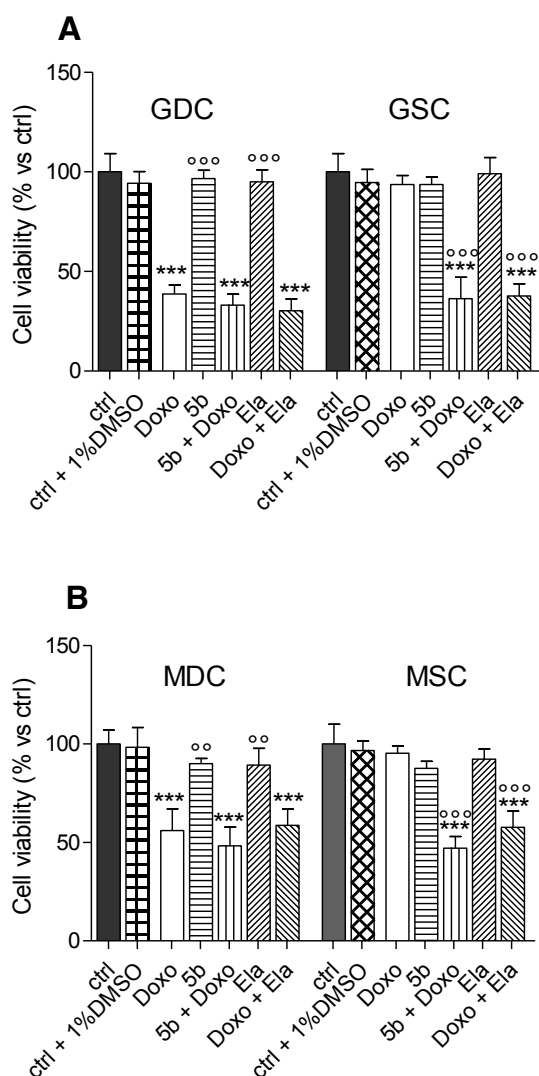 A
Cell viability (% vs ctrl)
150
100
50
0
GDC
GSC
***
°°°
***
°°°
***
°°°
***
°°°
***
ctrl
ctrl + 1%DMSO
Doxo
5b
5b + Doxo
Ela
Doxo + Ela
ctrl
ctrl + 1%DMSO
Doxo
5b
5b + Doxo
Ela
Doxo + Ela
B
Cell viability (% vs ctrl)
150
100
50
0
MDC
MSC
***
°°
***
°°
***
°°°
***
°°°
***
ctrl
ctrl + 1%DMSO
Doxo
5b
5b + Doxo
Ela
Doxo + Ela
ctrl
ctrl + 1%DMSO
Doxo
5b
5b + Doxo
Ela
Doxo + Ela